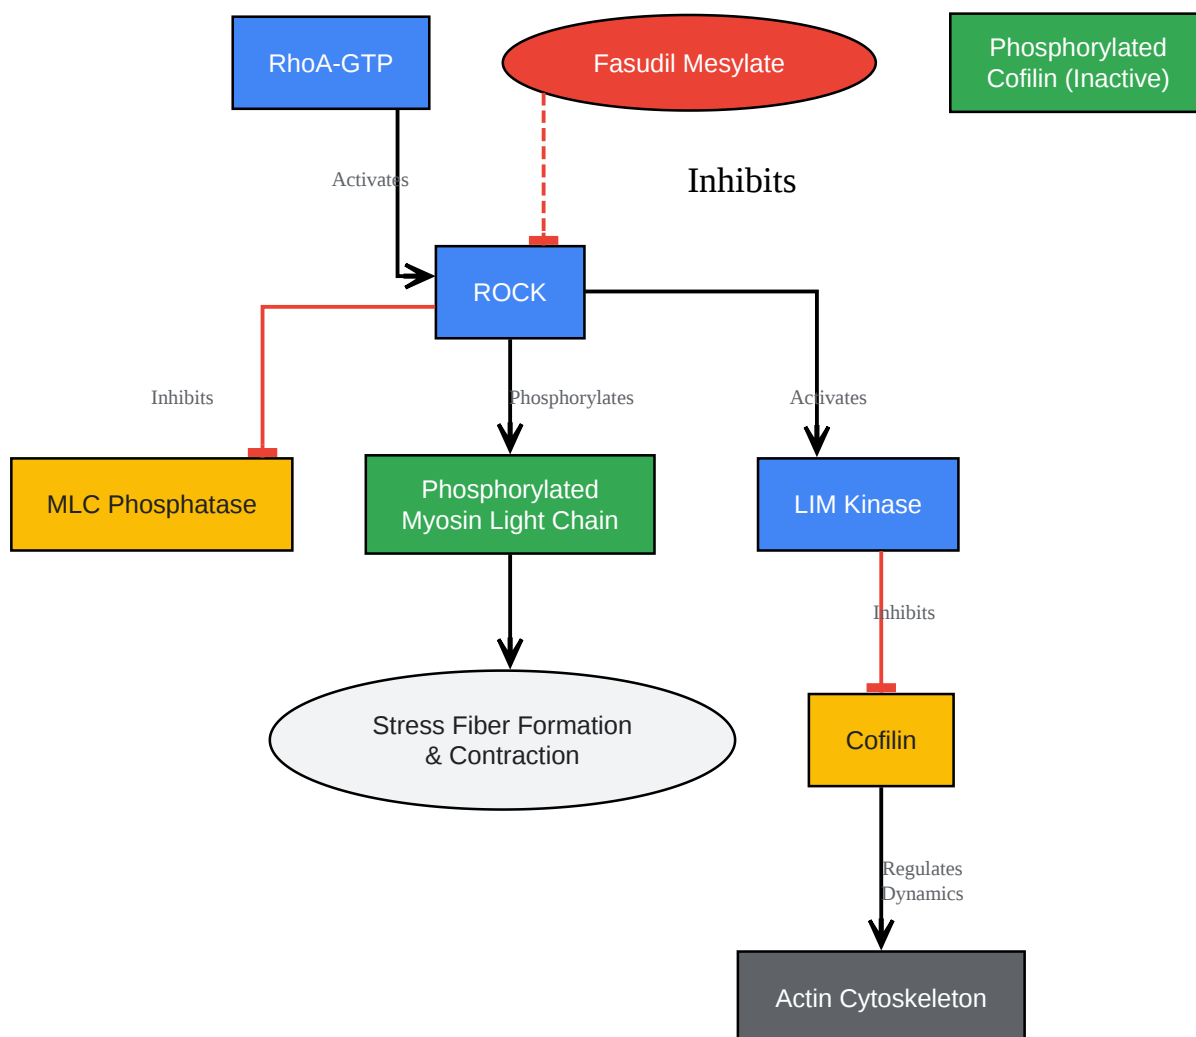 RhoA-GTP
Fasudil Mesylate
Phosphorylated
Cofilin (Inactive)
Activates
Inhibits
ROCK
Inhibits
Phosphorylates
Activates
MLC Phosphatase
Phosphorylated
Myosin Light Chain
LIM Kinase
Inhibits
Stress Fiber Formation
& Contraction
Cofilin
Regulates
Dynamics
Actin Cytoskeleton